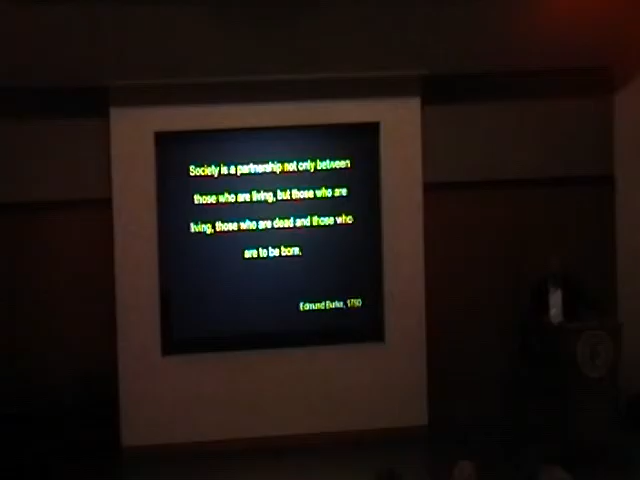 Society is a partnership not only between
those who are living, but those who are
living, those who are dead and those who
are to be born.
Edmund Burke, 1790